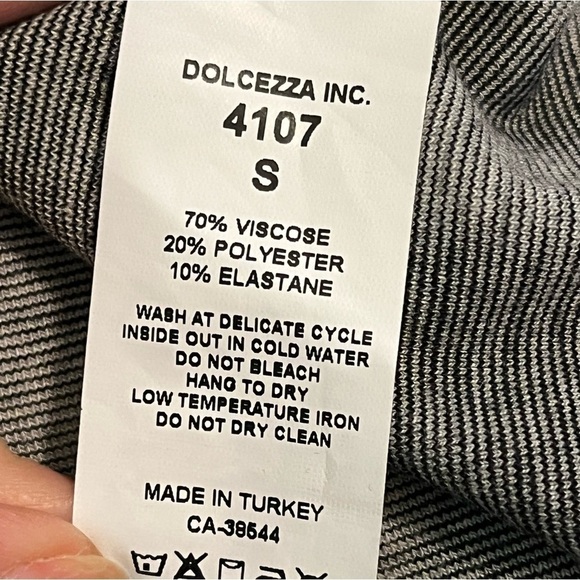 DOLCEZZA INC.
4107
S
70% VISCOSE
20% POLYESTER
10% ELASTANE
WASH AT DELICATE CYCLE
INSIDE OUT IN COLD WATER
DO NOT BLEACH
HANG TO DRY
LOW TEMPERATURE IRON
DO NOT DRY CLEAN
MADE IN TURKEY
CA-38544